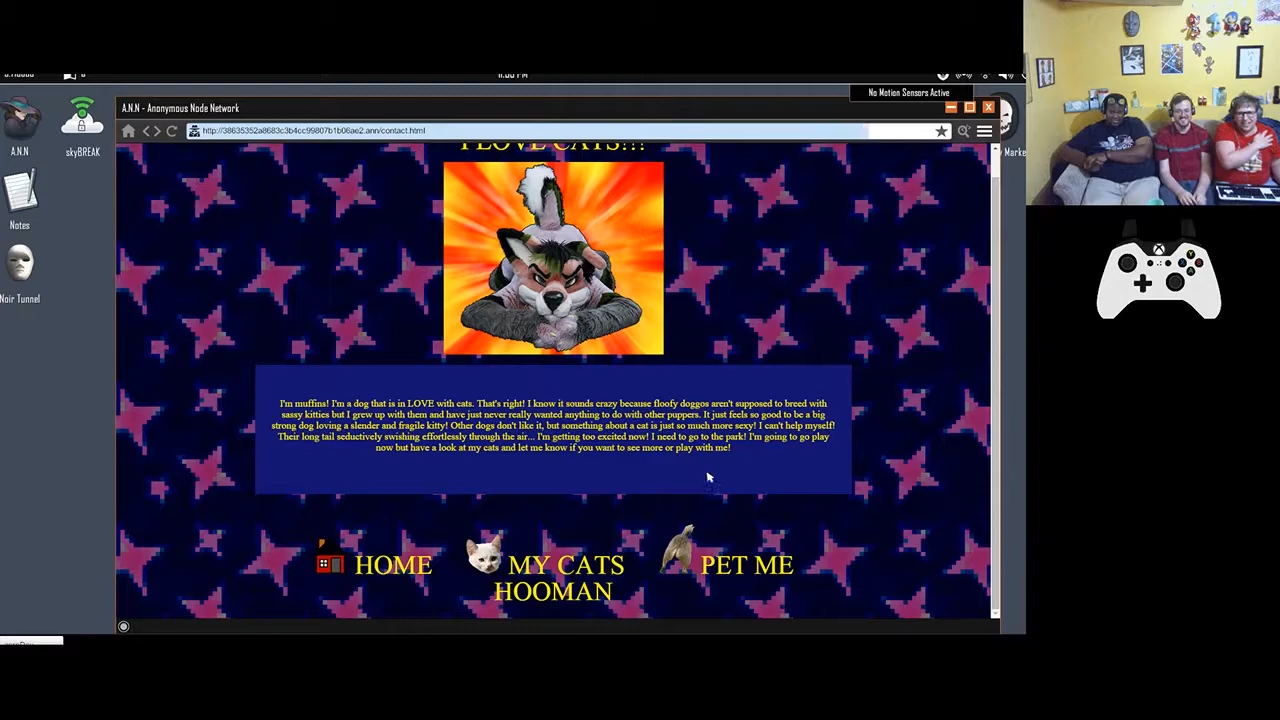 No Motion Sensors Active
A.N.N - Anonymous Node Network
http://38635352a8683c3b4cc99807b1b06ae2.ann/contact.html
A.N.N
skyBREAK
Notes
Noir Tunnel
I LOVE CATS!!!
I'm muffins! I'm a dog that is in LOVE with cats. That's right! I know it sounds crazy because floofy doggos aren't supposed to breed with
sassy kitties but I grew up with them and have just never really wanted anything to do with other puppers. It just feels so good to be a big
strong dog loving a slender and fragile kitty! Other dogs don't like it, but something about a cat is just so much more sexy! I can't help myself!
Their long tail seductively swishing effortlessly through the air... I'm getting too excited now! I need to go to the park! I'm going to go play
now but have a look at my cats and let me know if you want to see more or play with me!
HOME
MY CATS
PET ME
HOOMAN